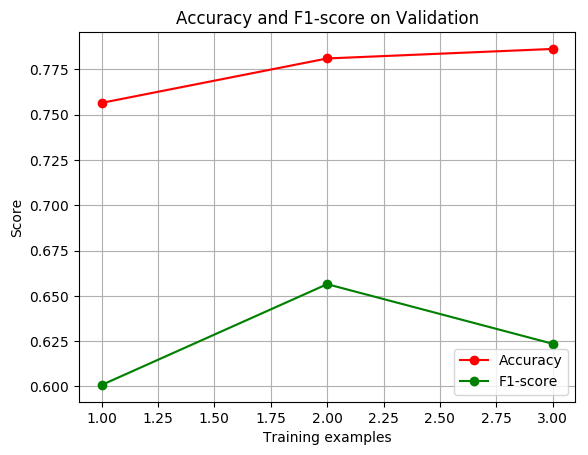 Accuracy and F1-score on Validation
Score
0.775
0.750
0.725
0.700
0.675
0.650
0.625
0.600
Accuracy
F1-score
1.00 1.25 1.50 1.75 2.00 2.25 2.50 2.75 3.00
Training examples